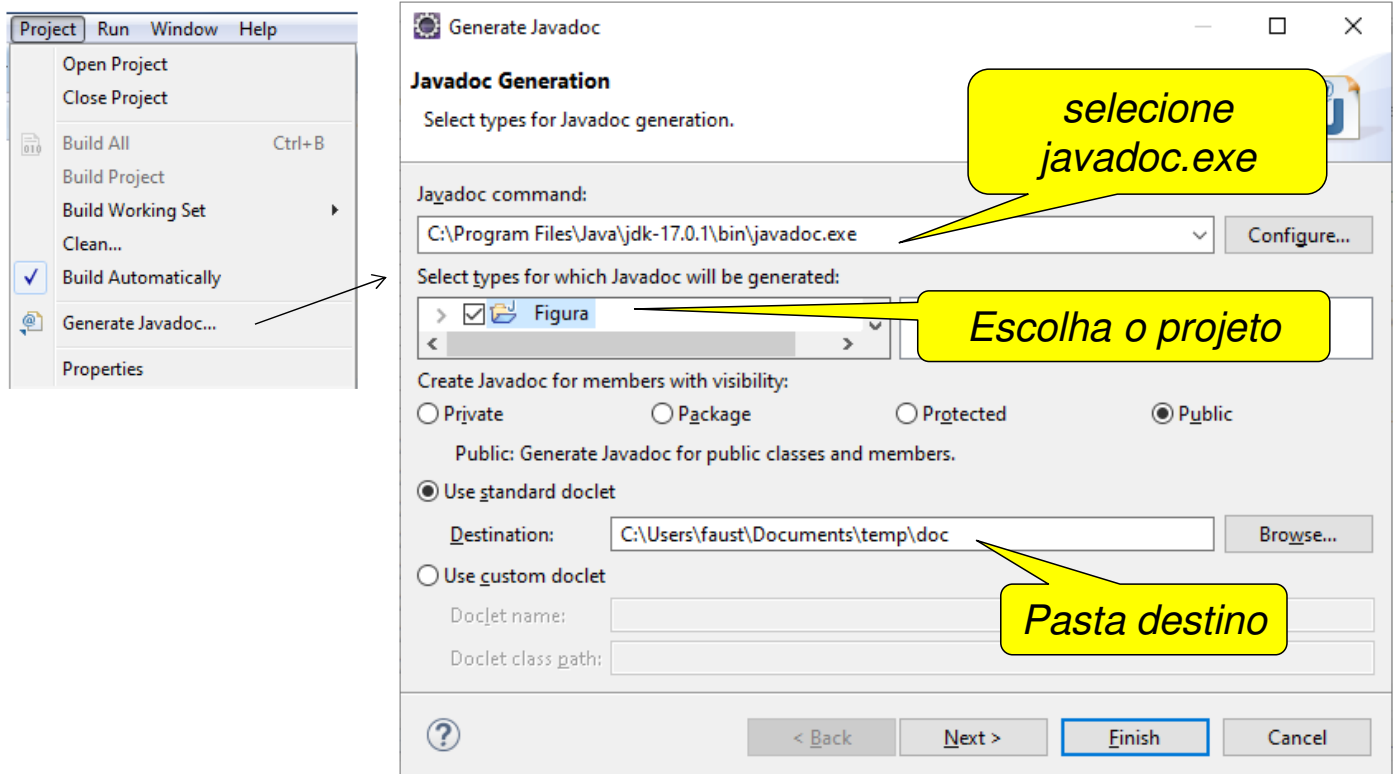 Project Run Window Help
Open Project
Close Project
Build All Ctrl+B
Build Project
Build Working Set
Clean...
Build Automatically
Generate Javadoc...
Properties
Generate Javadoc
Javadoc Generation
Select types for Javadoc generation.
selecione
javadoc.exe
Javadoc command:
C:\Program Files\Java\jdk-17.0.1\bin\javadoc.exe
Configure...
Select types for which Javadoc will be generated:
Figura
Escolha o projeto
Create Javadoc for members with visibility:
Private Package Protected Public
Public: Generate Javadoc for public classes and members.
Use standard doclet
Destination: C:\Users\faust\Documents\temp\doc Browse...
Use custom doclet
Doclet name:
Pasta destino
Doclet class path:
< Back Next > Finish Cancel